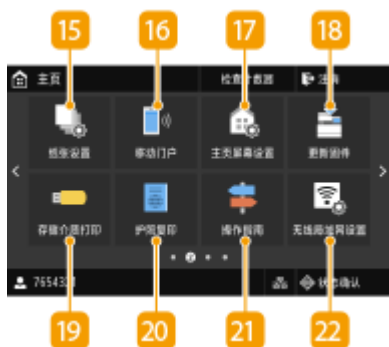 15 16 17 18
主页 检查计数器 注销
纸张设置 移动门户 主页屏幕设置 更新固件
存储介质打印 护照复印 操作指南 无线局域网设置
2
7654321 状态确认
19 20 21 22